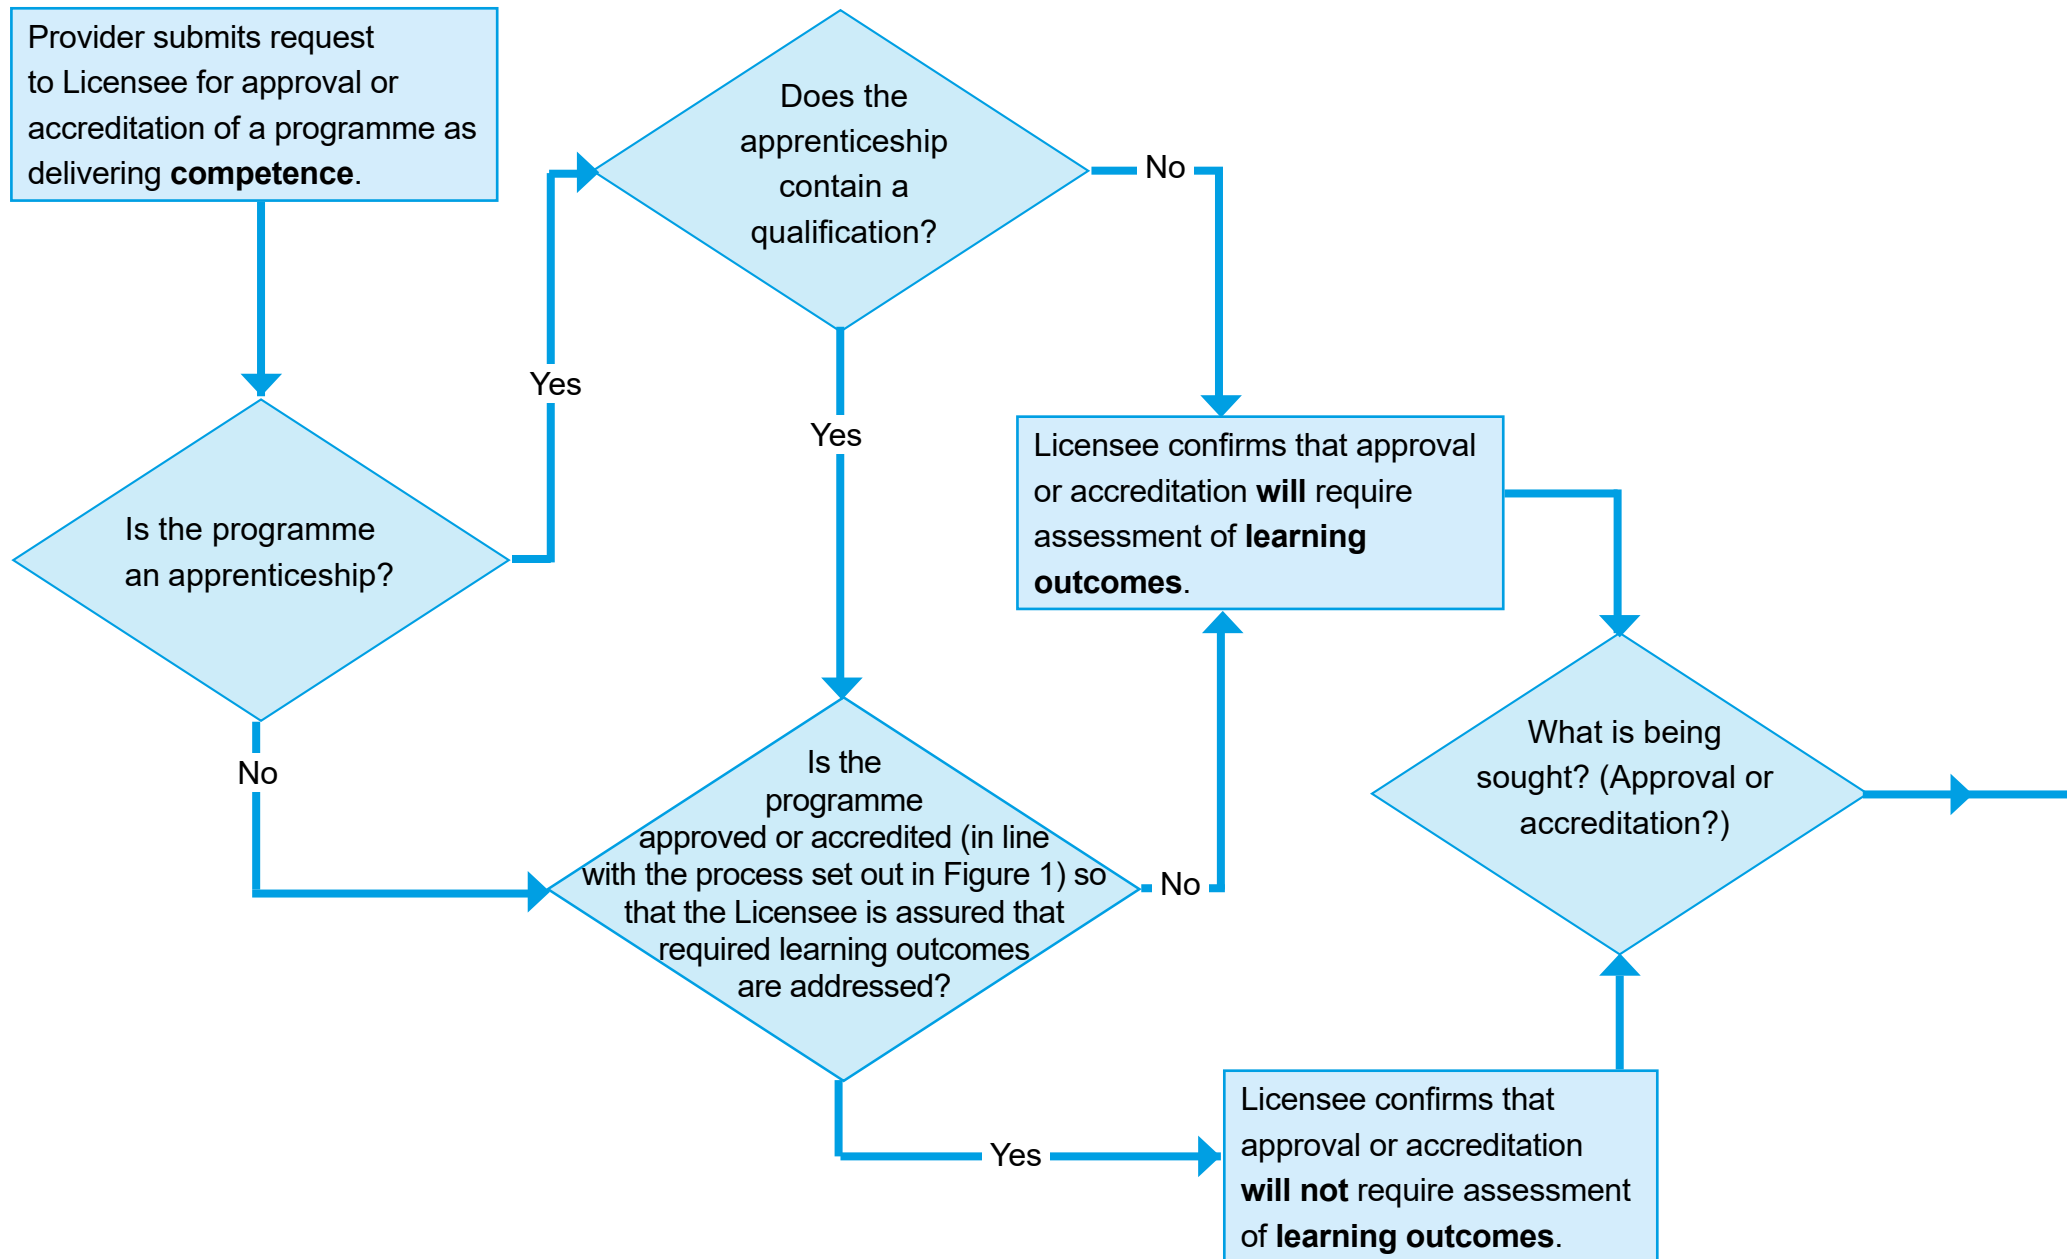 Provider submits request
to Licensee for approval or
accreditation of a programme as
delivering competence.
Does the
apprenticeship
contain a
qualification?
No
Yes
Yes
Is the programme
an apprenticeship?
Licensee confirms that approval
or accreditation will require
assessment of learning
outcomes.
No
Is the
programme
approved or accredited (in line
with the process set out in Figure 1) so
that the Licensee is assured that
required learning outcomes
are addressed?
No
What is being
sought? (Approval or
accreditation?)
Yes
Licensee confirms that
approval or accreditation
will not require assessment
of learning outcomes.